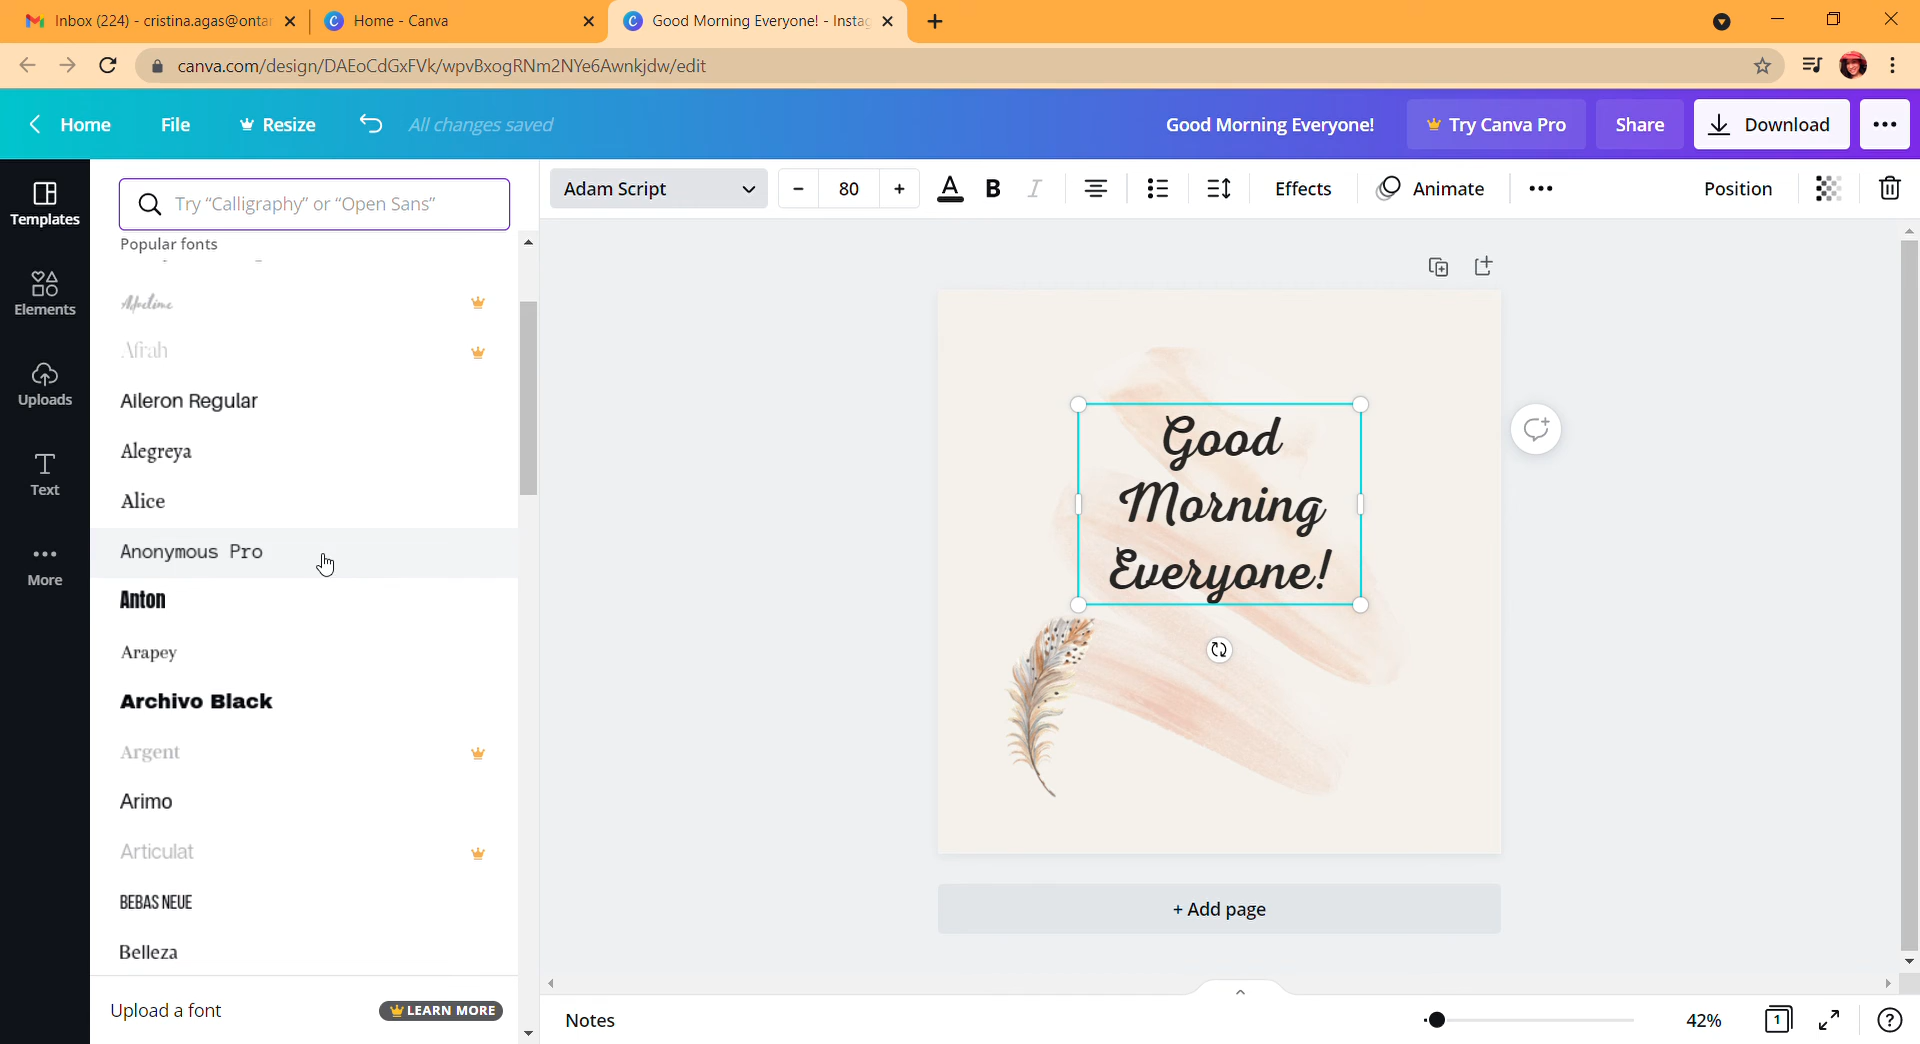 Inbox (224) - cristina.agas@onta
Home - Canva
Good Morning Everyone! - Insta
canva.com/design/DAEoCdGxFVk/wpvBxogRNm2NYe6Awnkjdw/edit
Home
File
Resize
All changes saved
Good Morning Everyone!
Try Canva Pro
Share
Download
Templates
Elements
Uploads
Text
More
Try “Calligraphy” or “Open Sans”
Popular fonts
Afrah
Aileron Regular
Alegreya
Alice
Anonymous Pro
Anton
Arapey
Archivo Black
Argent
Arimo
Articulat
BEBAS NEUE
Belleza
Upload a font
LEARN MORE
Adam Script
80
A
B
I
Effects
Animate
Position
Good
Morning
Everyone!
+ Add page
Notes
42%
1